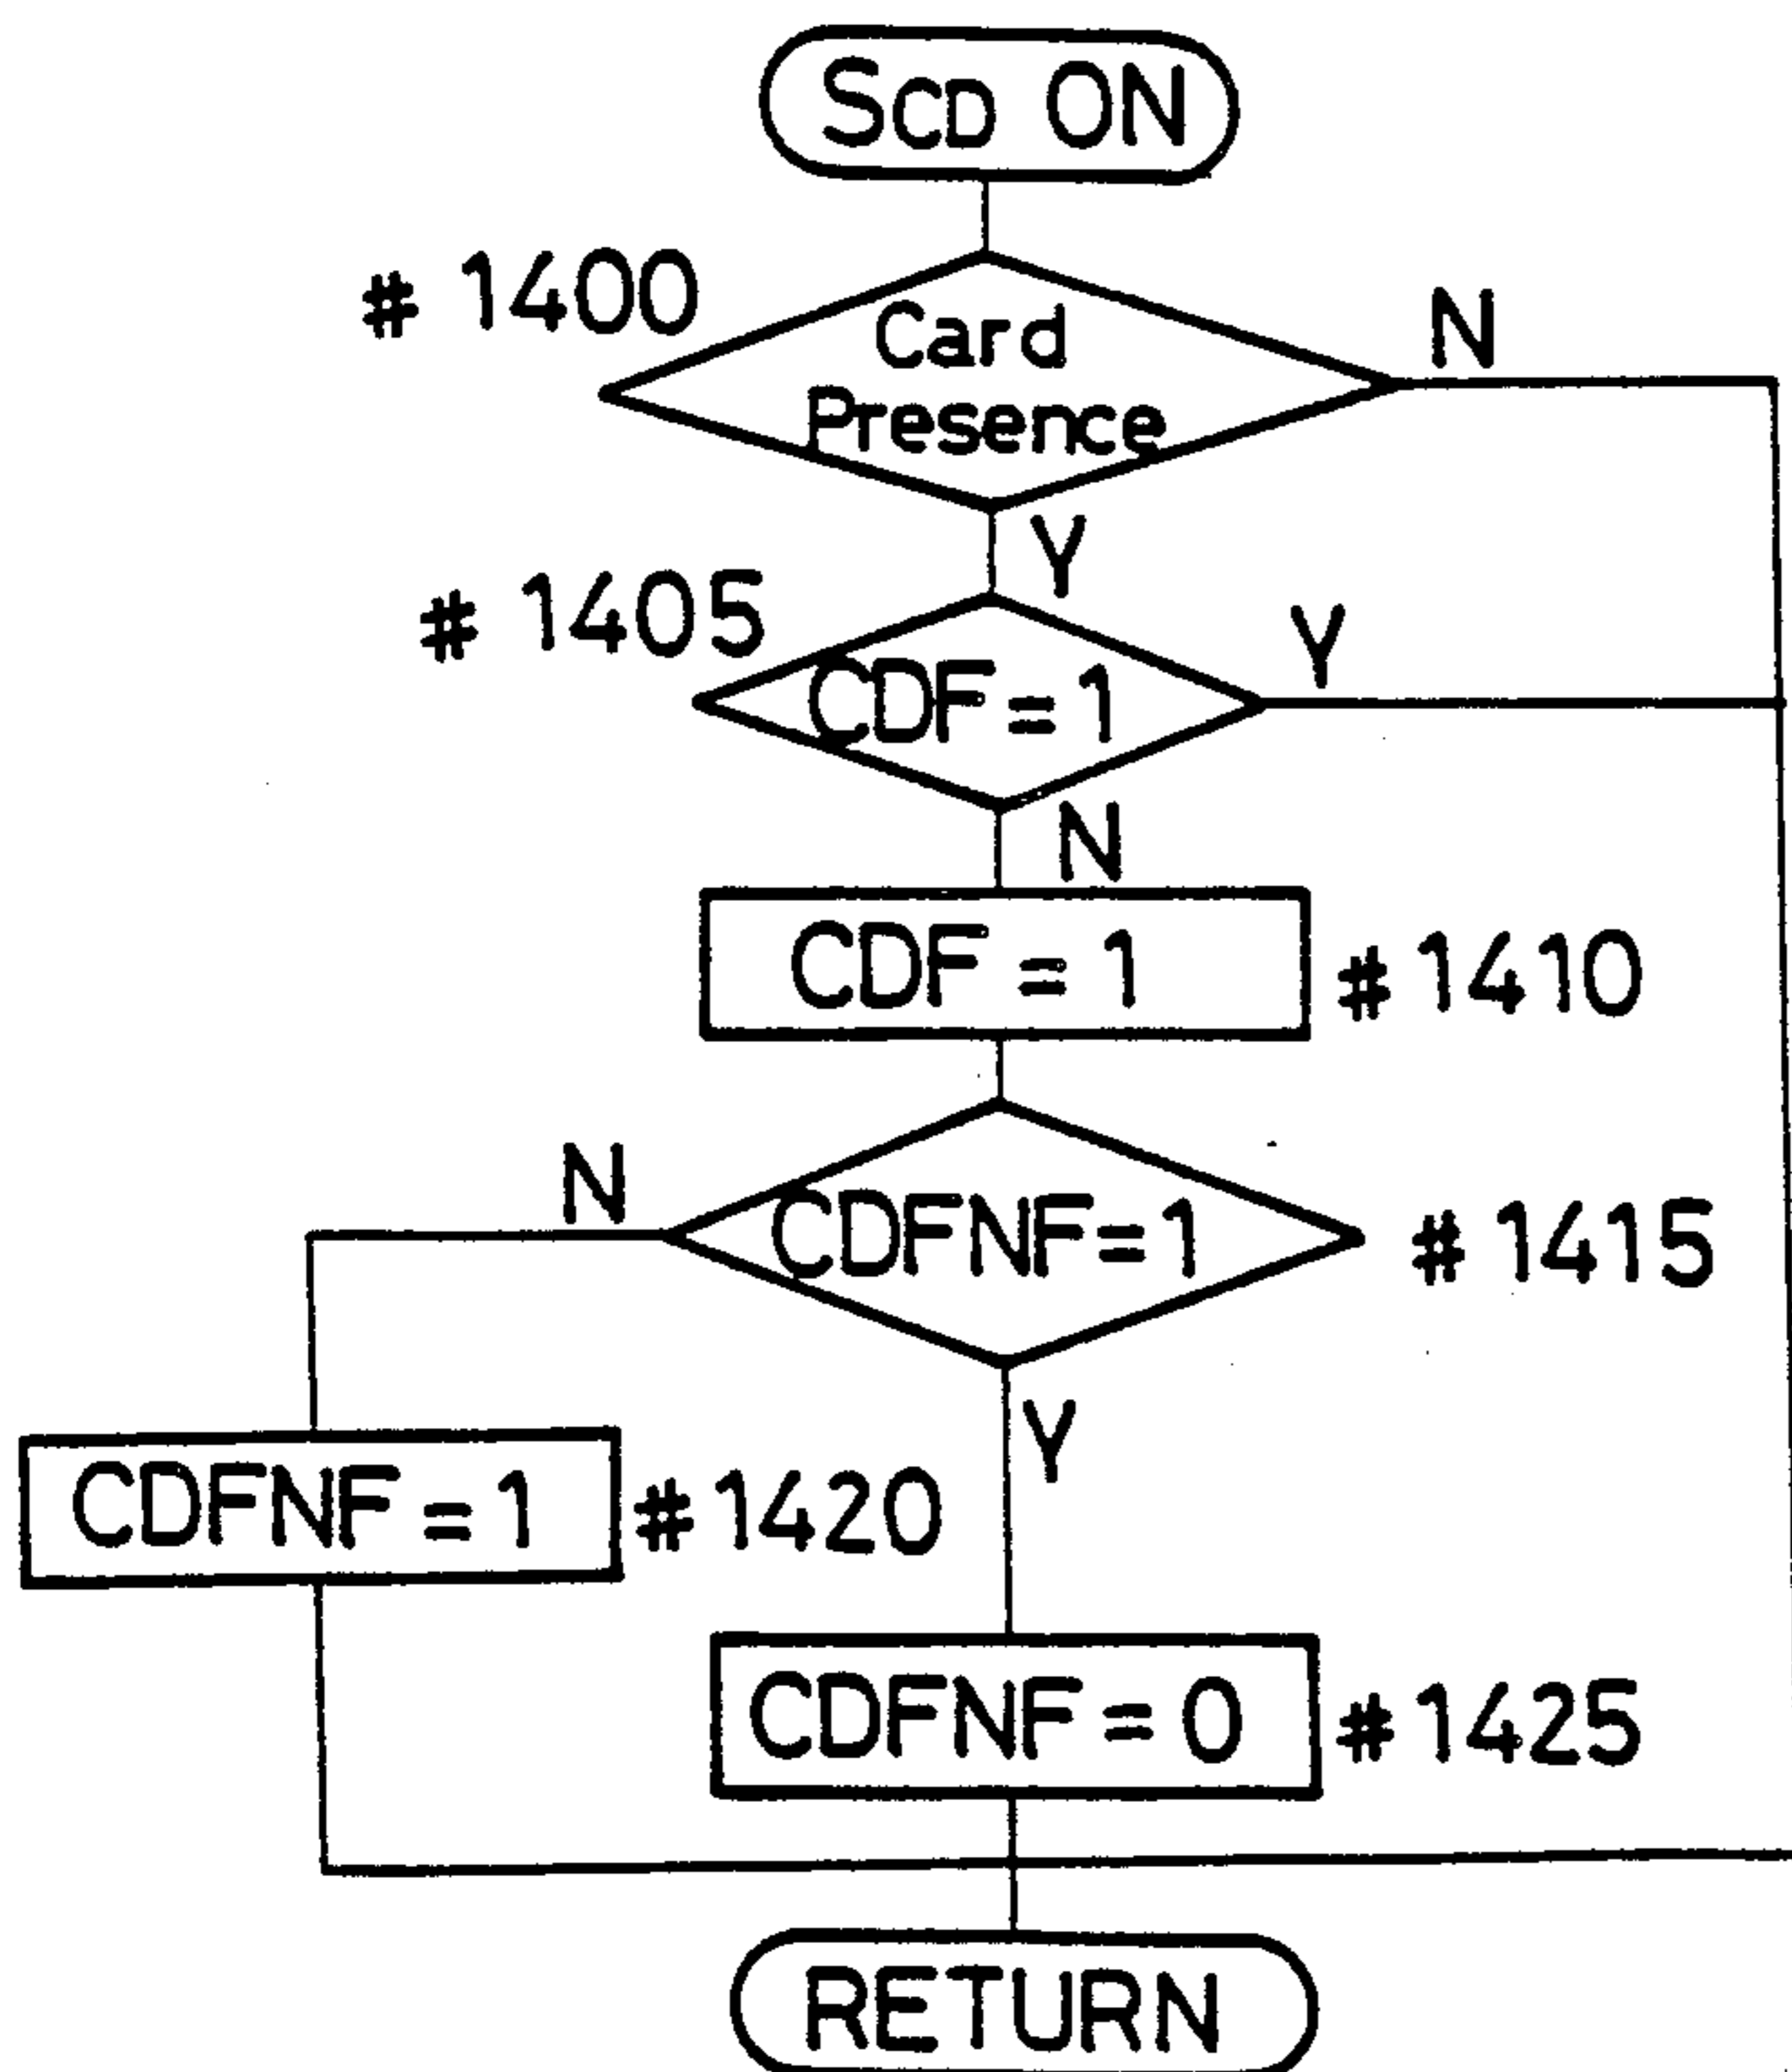 SCD ON
# 1400
Card
Presence
N
Y
# 1405
CDF=1
Y
N
CDF = 1
# 1410
N
CDFNF=1
# 1415
Y
CDFNF = 1
# 1420
CDFNF = 0
# 1425
RETURN